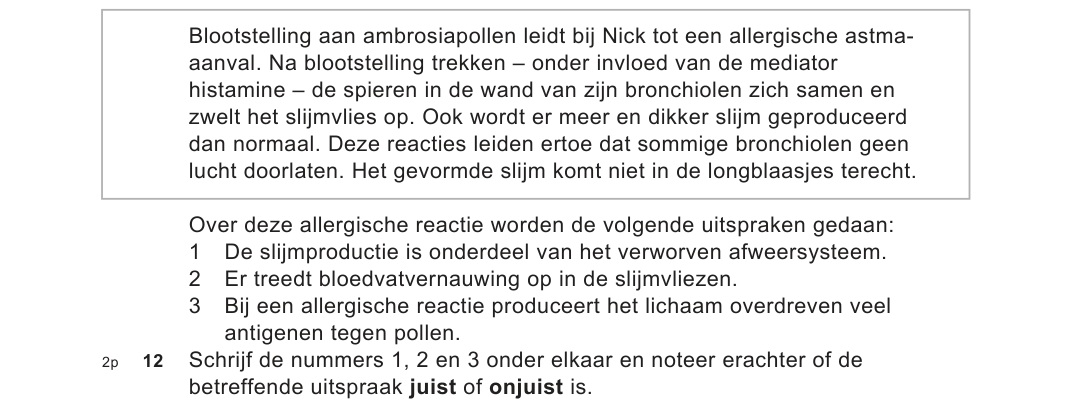 Blootstelling aan ambrosiapollen leidt bij Nick tot een allergische astma-
aanval. Na blootstelling trekken – onder invloed van de mediator
histamine – de spieren in de wand van zijn bronchiolen zich samen en
zwelt het slijmvlies op. Ook wordt er meer en dikker slijm geproduceerd
dan normaal. Deze reacties leiden ertoe dat sommige bronchiolen geen
lucht doorlaten. Het gevormde slijm komt niet in de longblaasjes terecht.
Over deze allergische reactie worden de volgende uitspraken gedaan:
1 De slijmproductie is onderdeel van het verworven afweersysteem.
2 Er treedt bloedvatvernauwing op in de slijmvliezen.
3 Bij een allergische reactie produceert het lichaam overdreven veel
antigenen tegen pollen.
2p 12 Schrijf de nummers 1, 2 en 3 onder elkaar en noteer erachter of de
betreffende uitspraak juist of onjuist is.